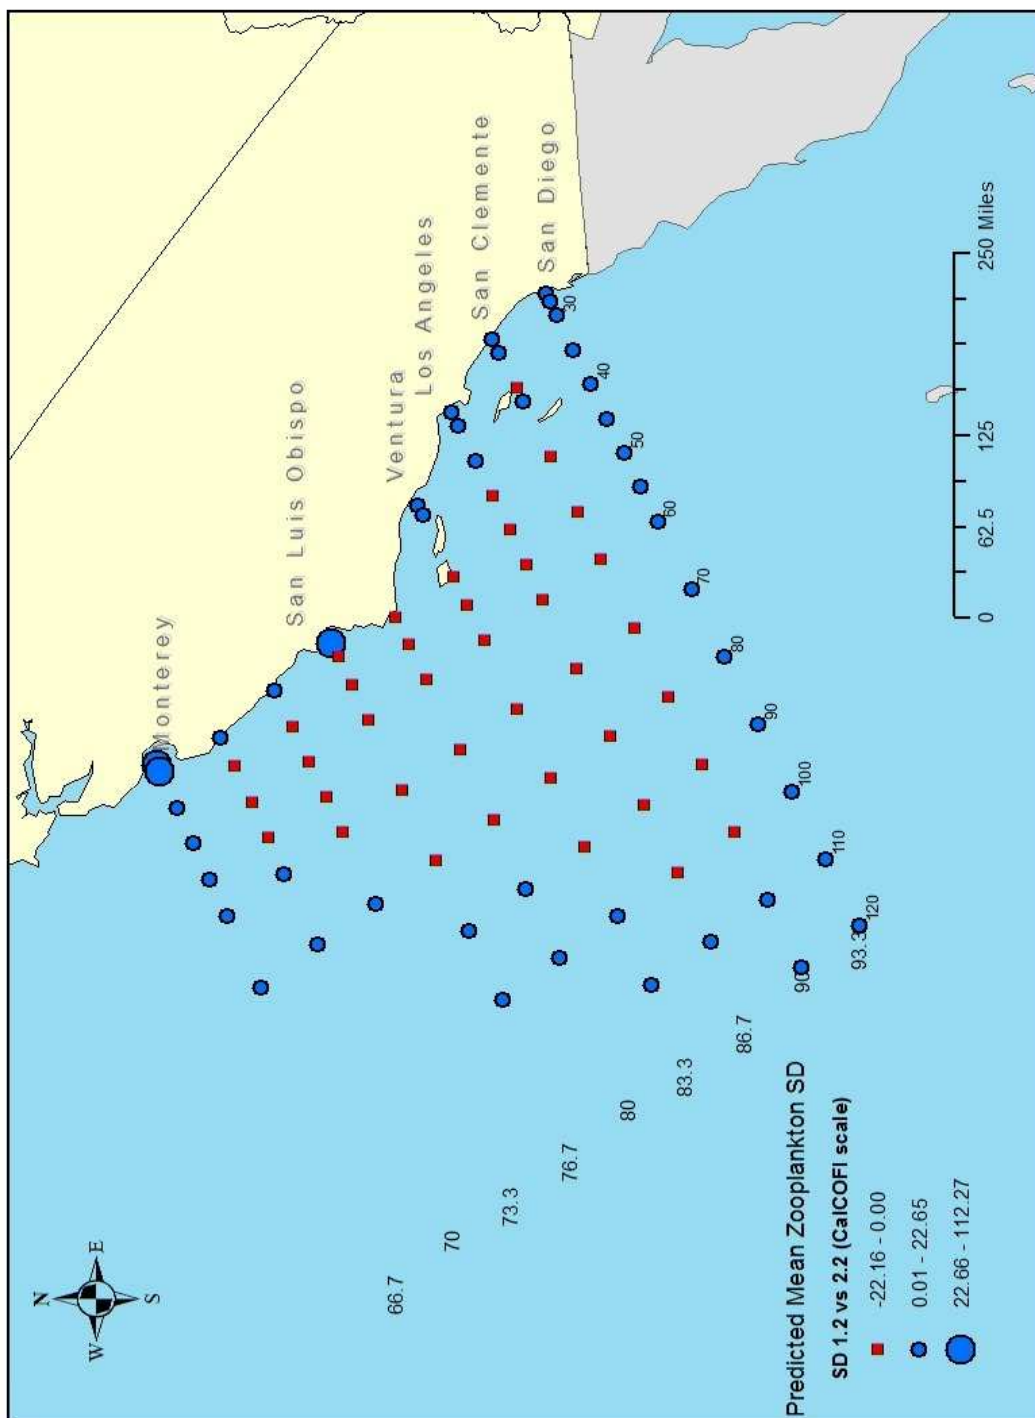 N
W E
S
Monterey
San Luis Obispo
Ventura
Los Angeles
San Clemente
San Diego
30
40
50
60
70
80
90
100
110
120
66.7
70
73.3
76.7
80
83.3
86.7
90
93.3
Predicted Mean Zooplankton SD
SD 1.2 vs 2.2 (CalCOFI scale)
-22.16 - 0.00
0.01 - 22.65
22.66 - 112.27
0 62.5 125 250 Miles